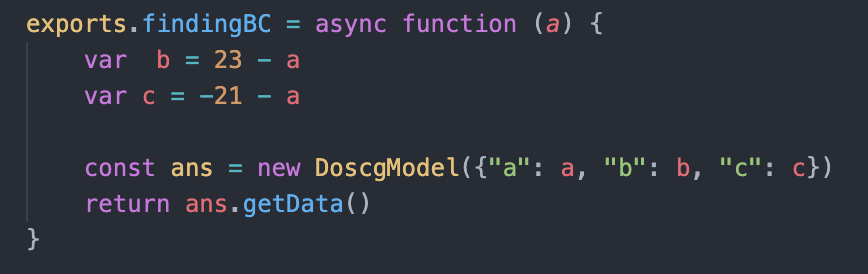 exports.findingBC = async function (a) {
    var  b = 23 - a
    var c = -21 - a

    const ans = new DoscgModel({"a": a, "b": b, "c": c})
    return ans.getData()
}